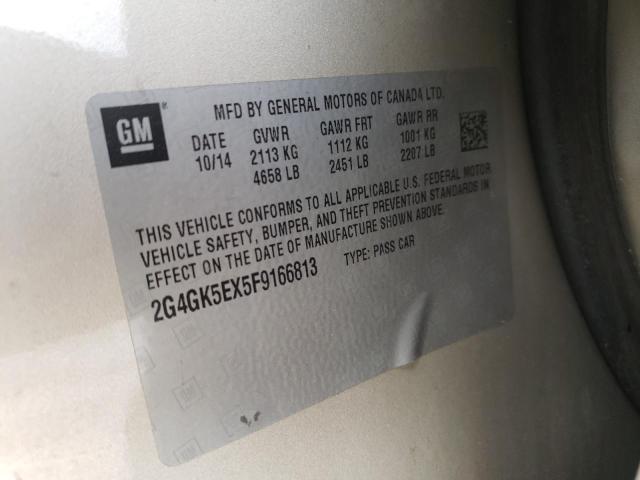 MFD BY GENERAL MOTORS OF CANADA LTD.
GM
DATE GVWR GAWR FRT GAWR RR
10/14 2113 KG 1112 KG 1001 KG
4658 LB 2451 LB 2207 LB
THIS VEHICLE CONFORMS TO ALL APPLICABLE U.S. FEDERAL MOTOR
VEHICLE SAFETY, BUMPER, AND THEFT PREVENTION STANDARDS IN
EFFECT ON THE DATE OF MANUFACTURE SHOWN ABOVE.
2G4GK5EX5F9166813 TYPE: PASS CAR